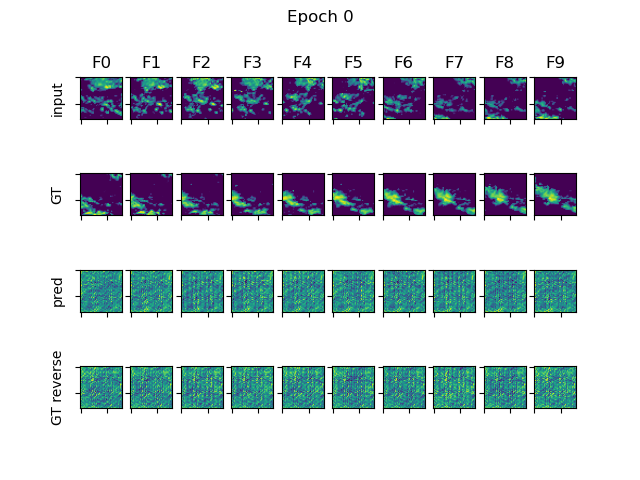 Epoch 0
F0 F1 F2 F3 F4 F5 F6 F7 F8 F9
input
GT
pred
GT reverse